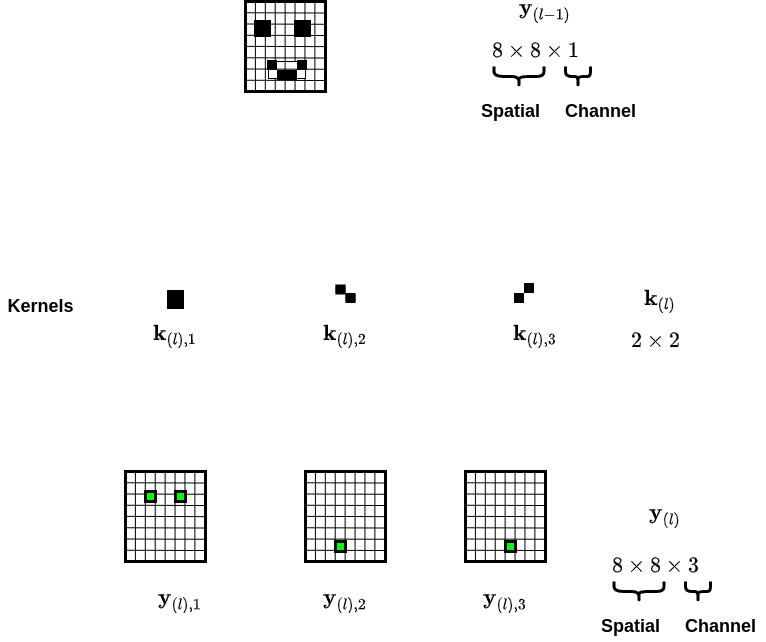 y(l−1)
8 × 8 × 1
Spatial Channel
Kernels
k(l),1 k(l),2 k(l),3
k(l)
2 × 2
y(l)
8 × 8 × 3
Spatial Channel
y(l),1 y(l),2 y(l),3